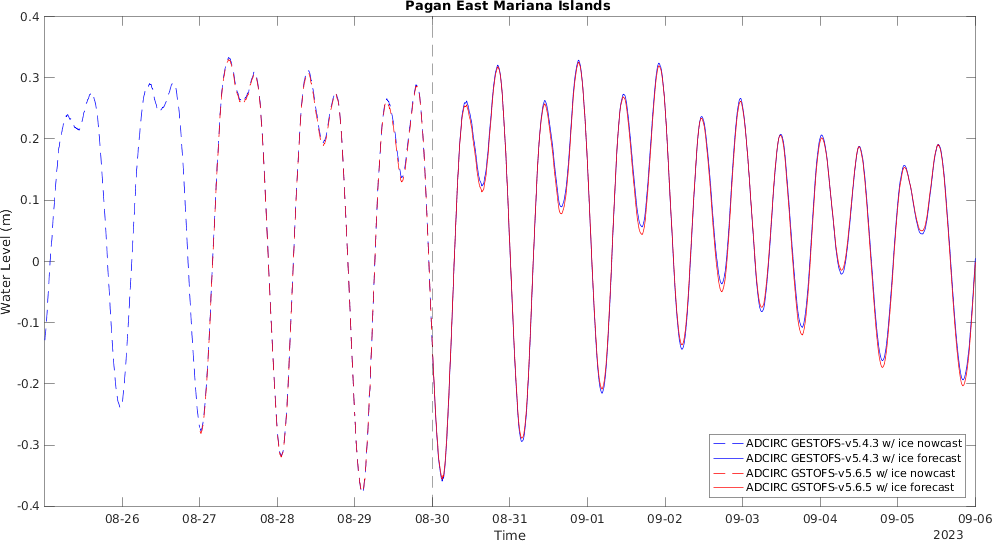 Pagan East Mariana Islands
0.4
0.3
0.2
0.1
0
-0.1
-0.2
-0.3
-0.4
Water Level (m)
ADCIRC GESTOFS-v5.4.3 w/ ice nowcast
ADCIRC GESTOFS-v5.4.3 w/ ice forecast
ADCIRC GSTOFS-v5.6.5 w/ ice nowcast
ADCIRC GSTOFS-v5.6.5 w/ ice forecast
08-26 08-27 08-28 08-29 08-30 08-31 09-01 09-02 09-03 09-04 09-05 09-06
Time
2023